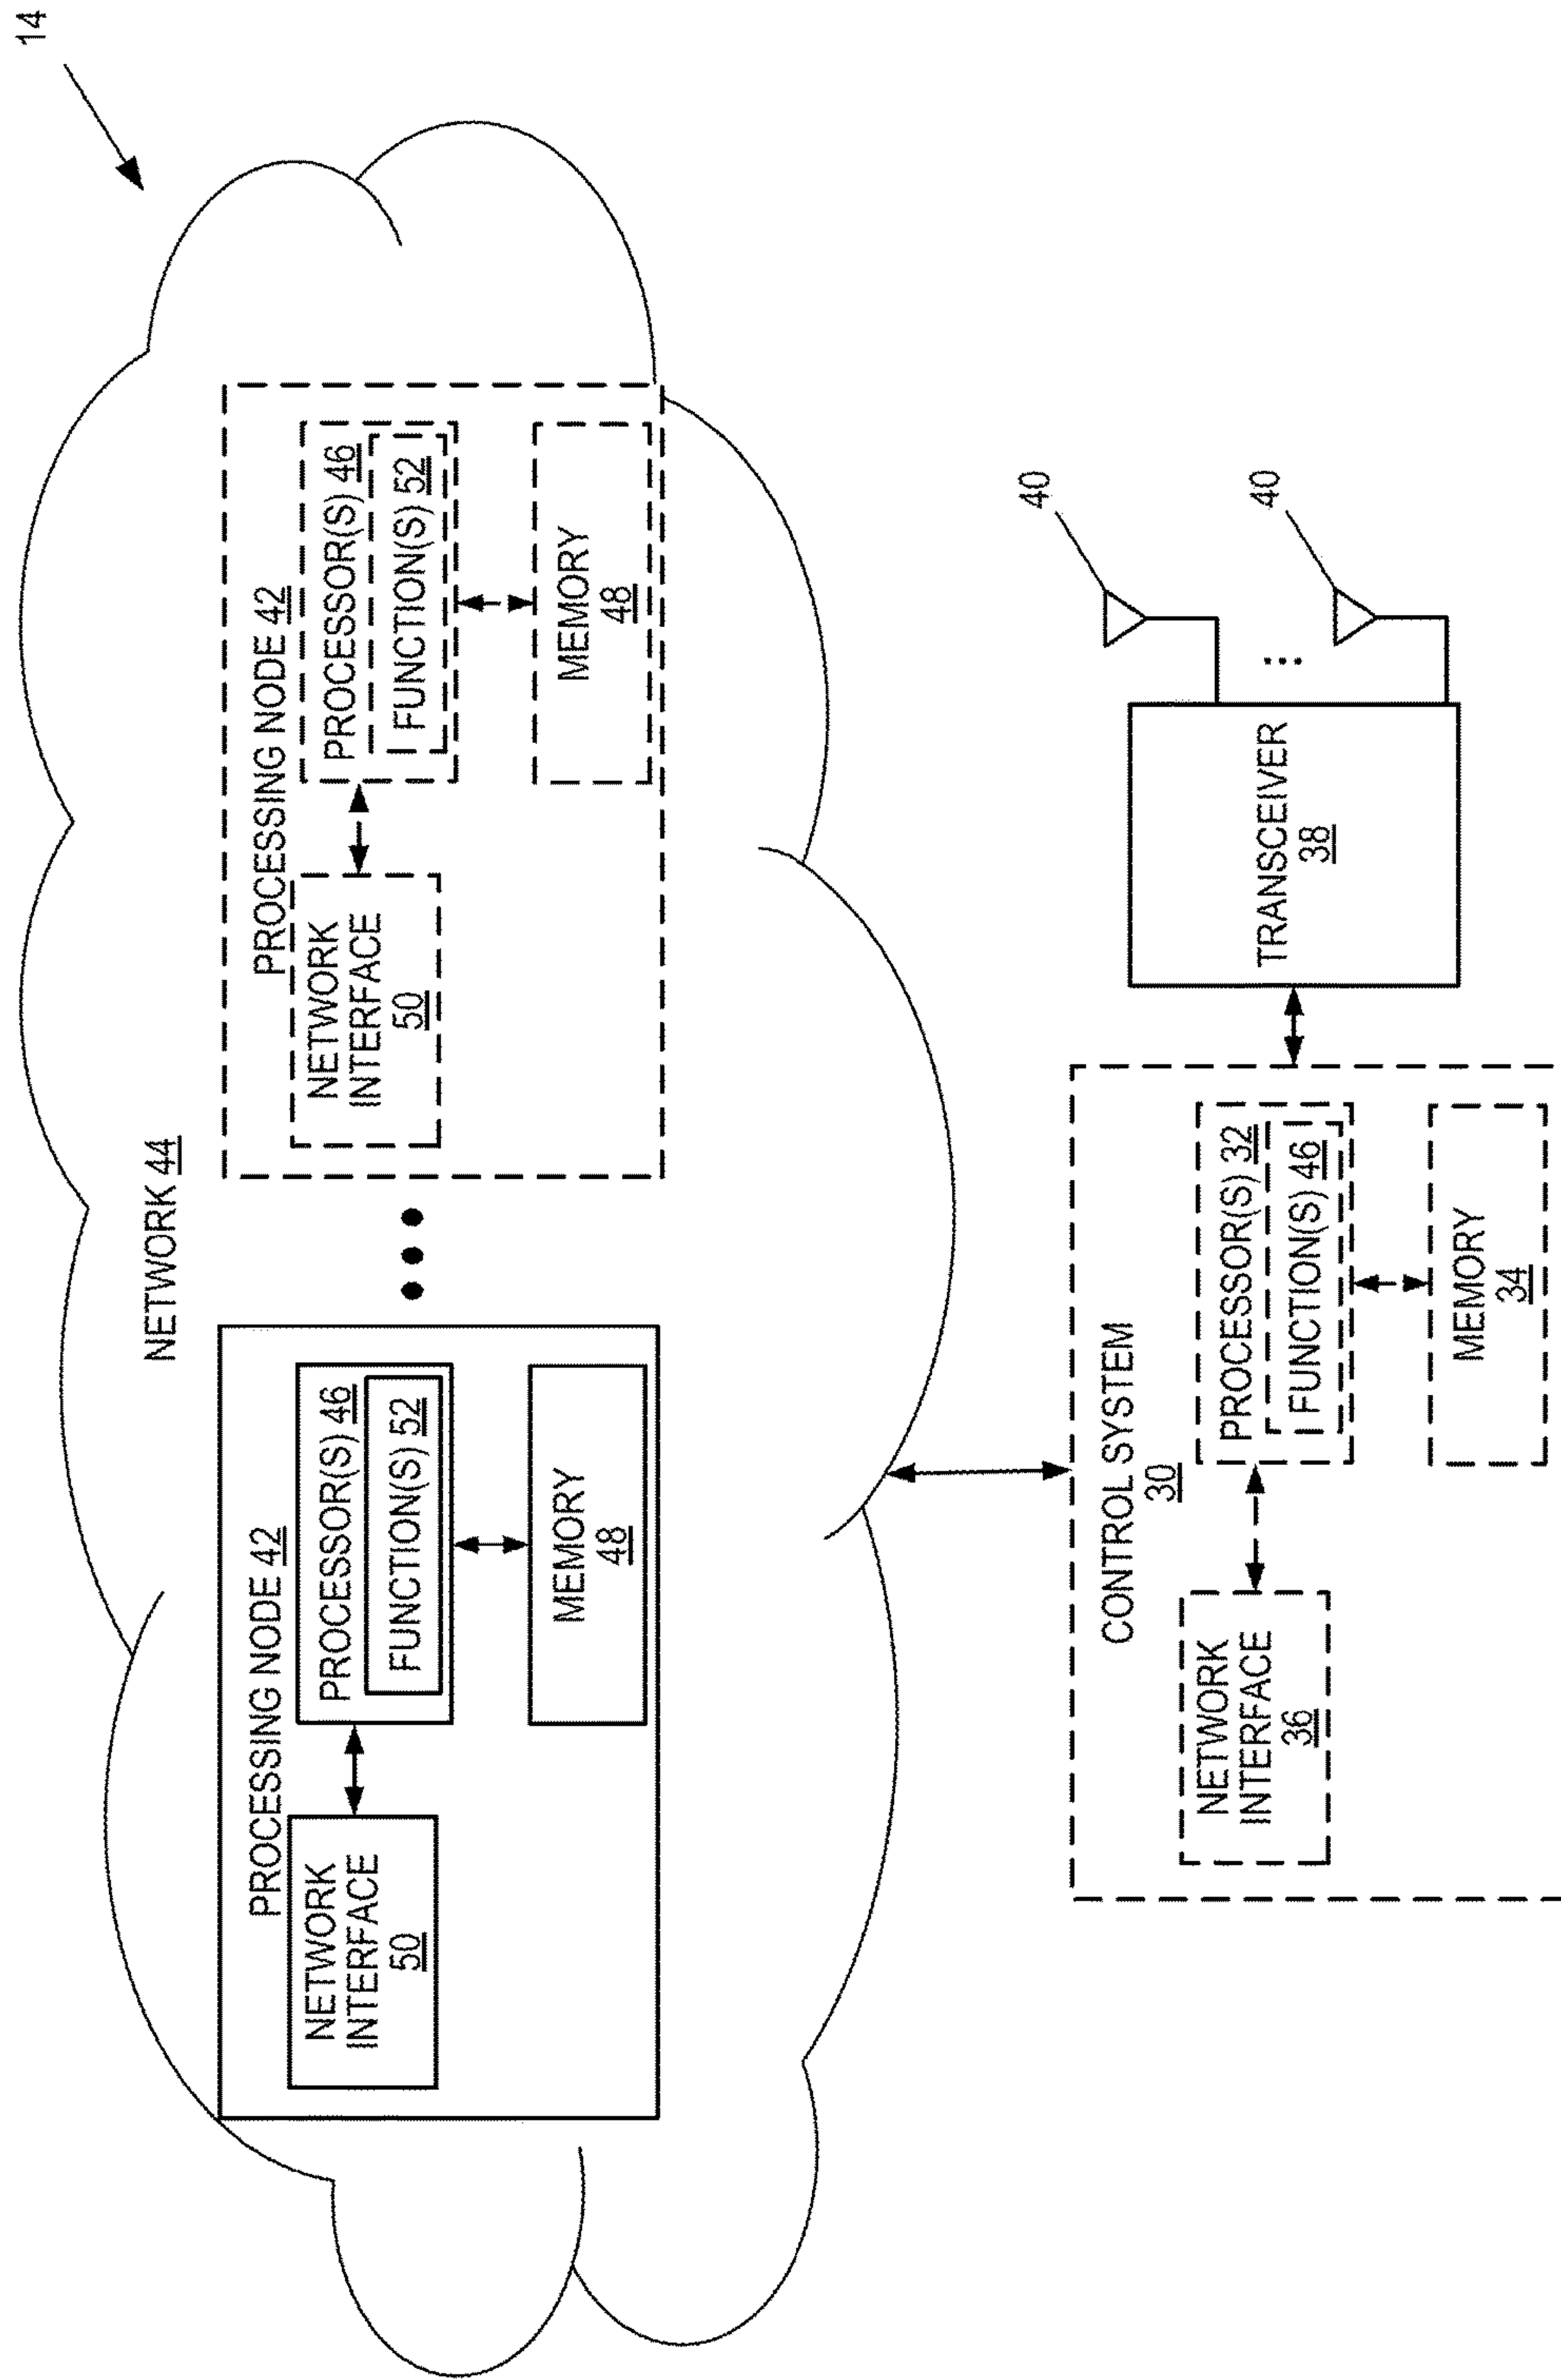 14
NETWORK 44
PROCESSING NODE 42
NETWORK
INTERFACE
50
PROCESSOR(S) 46
FUNCTION(S) 52
MEMORY
48
PROCESSING NODE 42
NETWORK
INTERFACE
50
PROCESSOR(S) 46
FUNCTION(S) 52
MEMORY
48
CONTROL SYSTEM
30
NETWORK
INTERFACE
36
PROCESSOR(S) 32
FUNCTION(S) 46
MEMORY
34
TRANSCEIVER
38
40
40